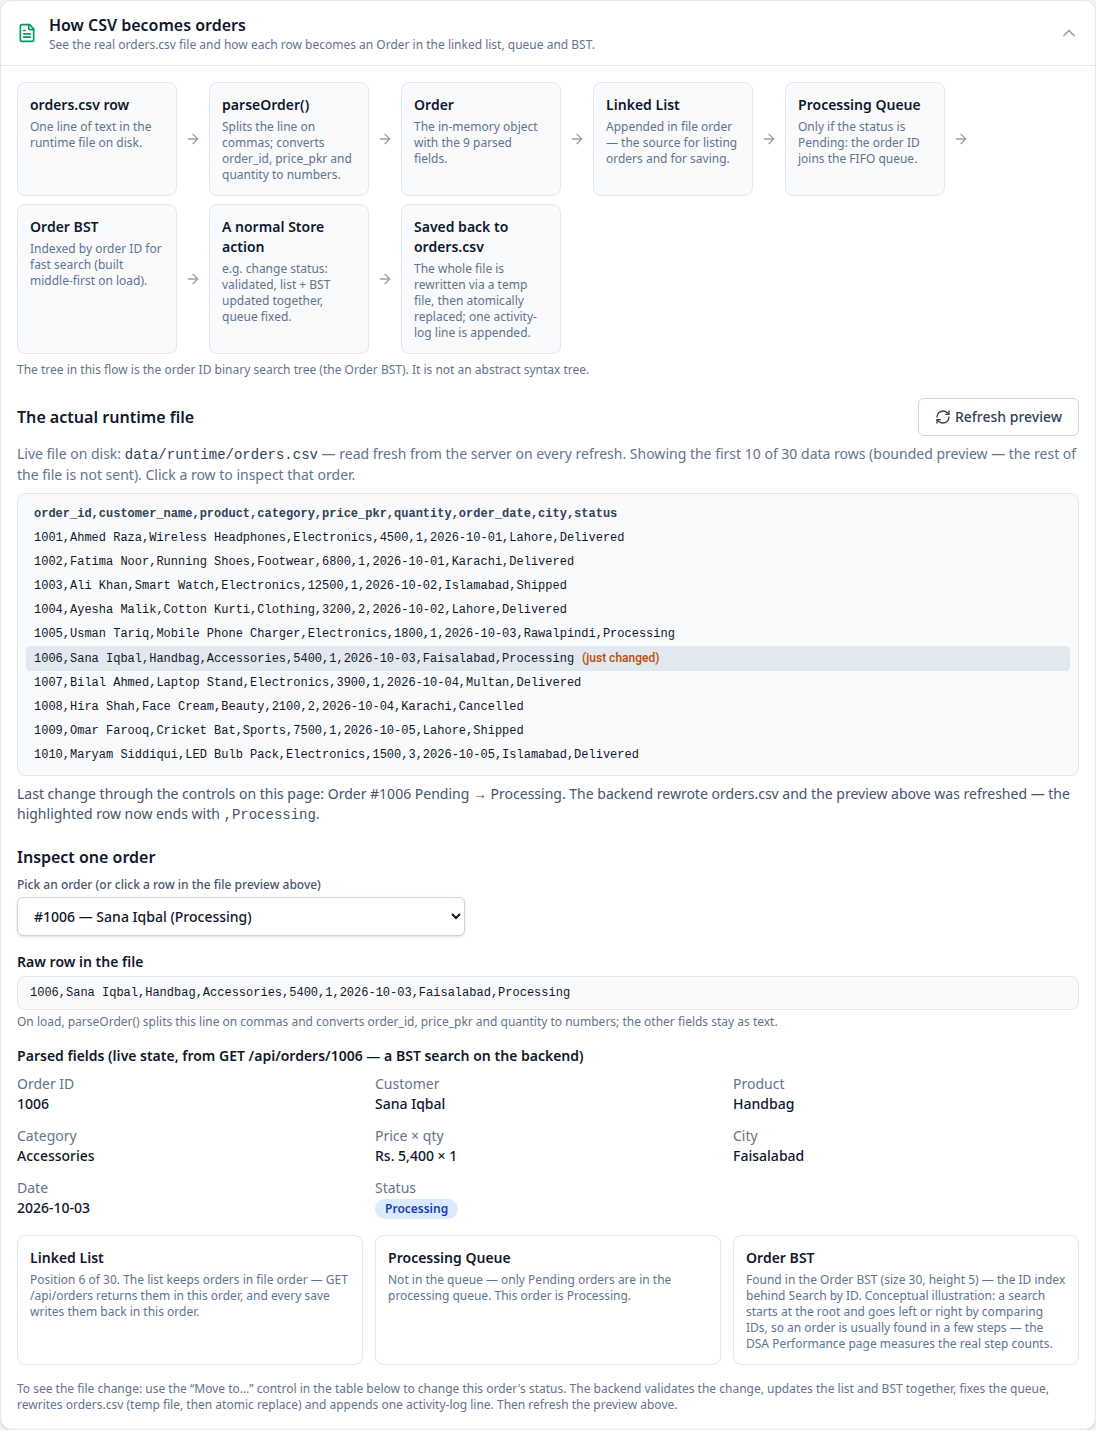 How CSV becomes orders
See the real orders.csv file and how each row becomes an Order in the linked list, queue and BST.
orders.csv row
One line of text in the
runtime file on disk.
parseOrder()
Splits the line on
commas; converts
order_id, price_pkr and
quantity to numbers.
Order
The in-memory object
with the 9 parsed
fields.
Linked List
Appended in file order
— the source for listing
orders and for saving.
Processing Queue
Only if the status is
Pending: the order ID
joins the FIFO queue.
Order BST
Indexed by order ID for
fast search (built
middle-first on load).
A normal Store
action
e.g. change status:
validated, list + BST
updated together,
queue fixed.
Saved back to
orders.csv
The whole file is
rewritten via a temp
file, then atomically
replaced; one activity-
log line is appended.
The tree in this flow is the order ID binary search tree (the Order BST). It is not an abstract syntax tree.
The actual runtime file
Refresh preview
Live file on disk: data/runtime/orders.csv — read fresh from the server on every refresh. Showing the first 10 of 30 data rows (bounded preview — the rest of
the file is not sent). Click a row to inspect that order.
order_id,customer_name,product,category,price_pkr,quantity,order_date,city,status
1001,Ahmed Raza,Wireless Headphones,Electronics,4500,1,2026-10-01,Lahore,Delivered
1002,Fatima Noor,Running Shoes,Footwear,6800,1,2026-10-01,Karachi,Delivered
1003,Ali Khan,Smart Watch,Electronics,12500,1,2026-10-02,Islamabad,Shipped
1004,Ayesha Malik,Cotton Kurti,Clothing,3200,2,2026-10-02,Lahore,Delivered
1005,Usman Tariq,Mobile Phone Charger,Electronics,1800,1,2026-10-03,Rawalpindi,Processing
1006,Sana Iqbal,Handbag,Accessories,5400,1,2026-10-03,Faisalabad,Processing (just changed)
1007,Bilal Ahmed,Laptop Stand,Electronics,3900,1,2026-10-04,Multan,Delivered
1008,Hira Shah,Face Cream,Beauty,2100,2,2026-10-04,Karachi,Cancelled
1009,Omar Farooq,Cricket Bat,Sports,7500,1,2026-10-05,Lahore,Shipped
1010,Maryam Siddiqui,LED Bulb Pack,Electronics,1500,3,2026-10-05,Islamabad,Delivered
Last change through the controls on this page: Order #1006 Pending → Processing. The backend rewrote orders.csv and the preview above was refreshed — the
highlighted row now ends with ,Processing.
Inspect one order
Pick an order (or click a row in the file preview above)
#1006 — Sana Iqbal (Processing)
Raw row in the file
1006,Sana Iqbal,Handbag,Accessories,5400,1,2026-10-03,Faisalabad,Processing
On load, parseOrder() splits this line on commas and converts order_id, price_pkr and quantity to numbers; the other fields stay as text.
Parsed fields (live state, from GET /api/orders/1006 — a BST search on the backend)
Order ID
1006
Customer
Sana Iqbal
Product
Handbag
Category
Accessories
Price × qty
Rs. 5,400 × 1
City
Faisalabad
Date
2026-10-03
Status
Processing
Linked List
Position 6 of 30. The list keeps orders in file order — GET
/api/orders returns them in this order, and every save
writes them back in this order.
Processing Queue
Not in the queue — only Pending orders are in the
processing queue. This order is Processing.
Order BST
Found in the Order BST (size 30, height 5) — the ID index
behind Search by ID. Conceptual illustration: a search
starts at the root and goes left or right by comparing
IDs, so an order is usually found in a few steps — the
DSA Performance page measures the real step counts.
To see the file change: use the “Move to...” control in the table below to change this order's status. The backend validates the change, updates the list and BST together, fixes the queue,
rewrites orders.csv (temp file, then atomic replace) and appends one activity-log line. Then refresh the preview above.